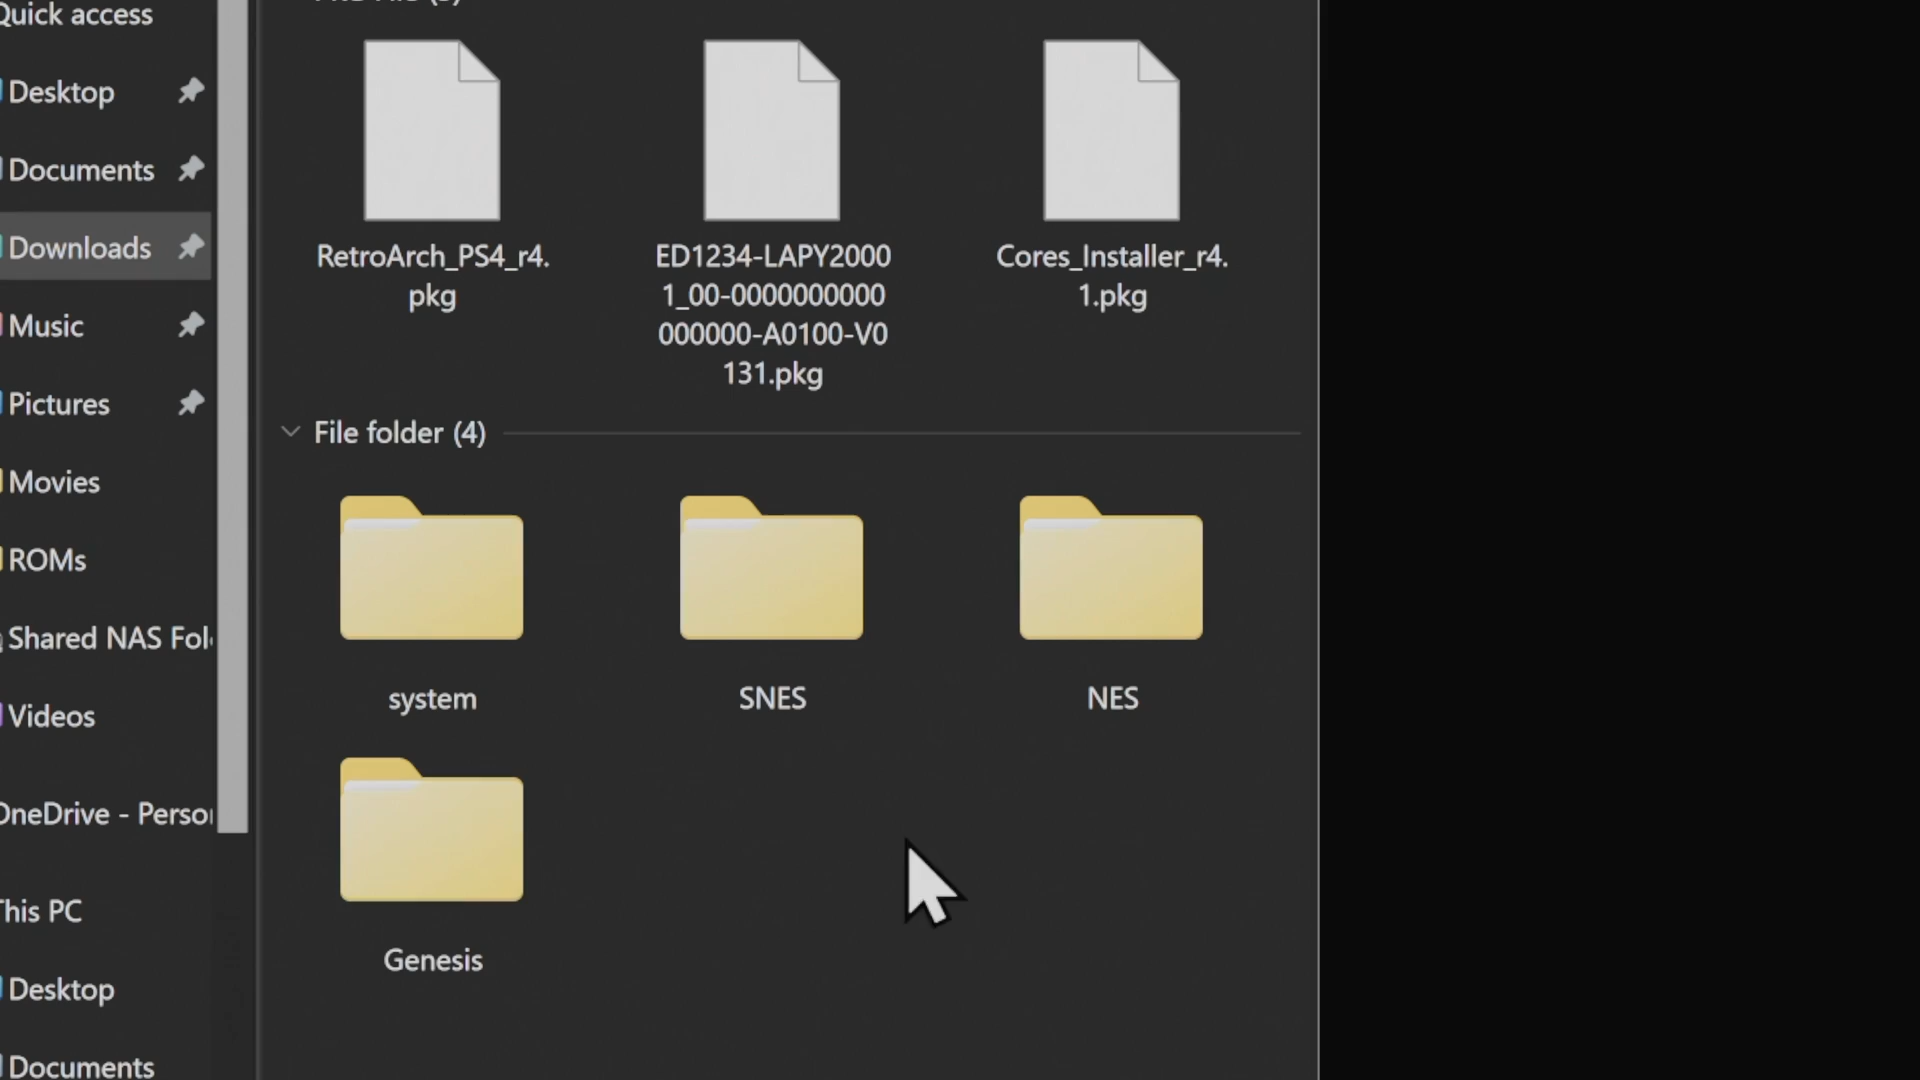 Quick access
Desktop
Documents
Downloads
Music
Pictures
Movies
ROMs
Shared NAS Fol
Videos
OneDrive - Person
This PC
Desktop
Documents
RetroArch_PS4_r4.
pkg
ED1234-LAPY2000
1_00-0000000000
000000-A0100-V0
131.pkg
Cores_Installer_r4.
1.pkg
File folder (4)
system
SNES
NES
Genesis